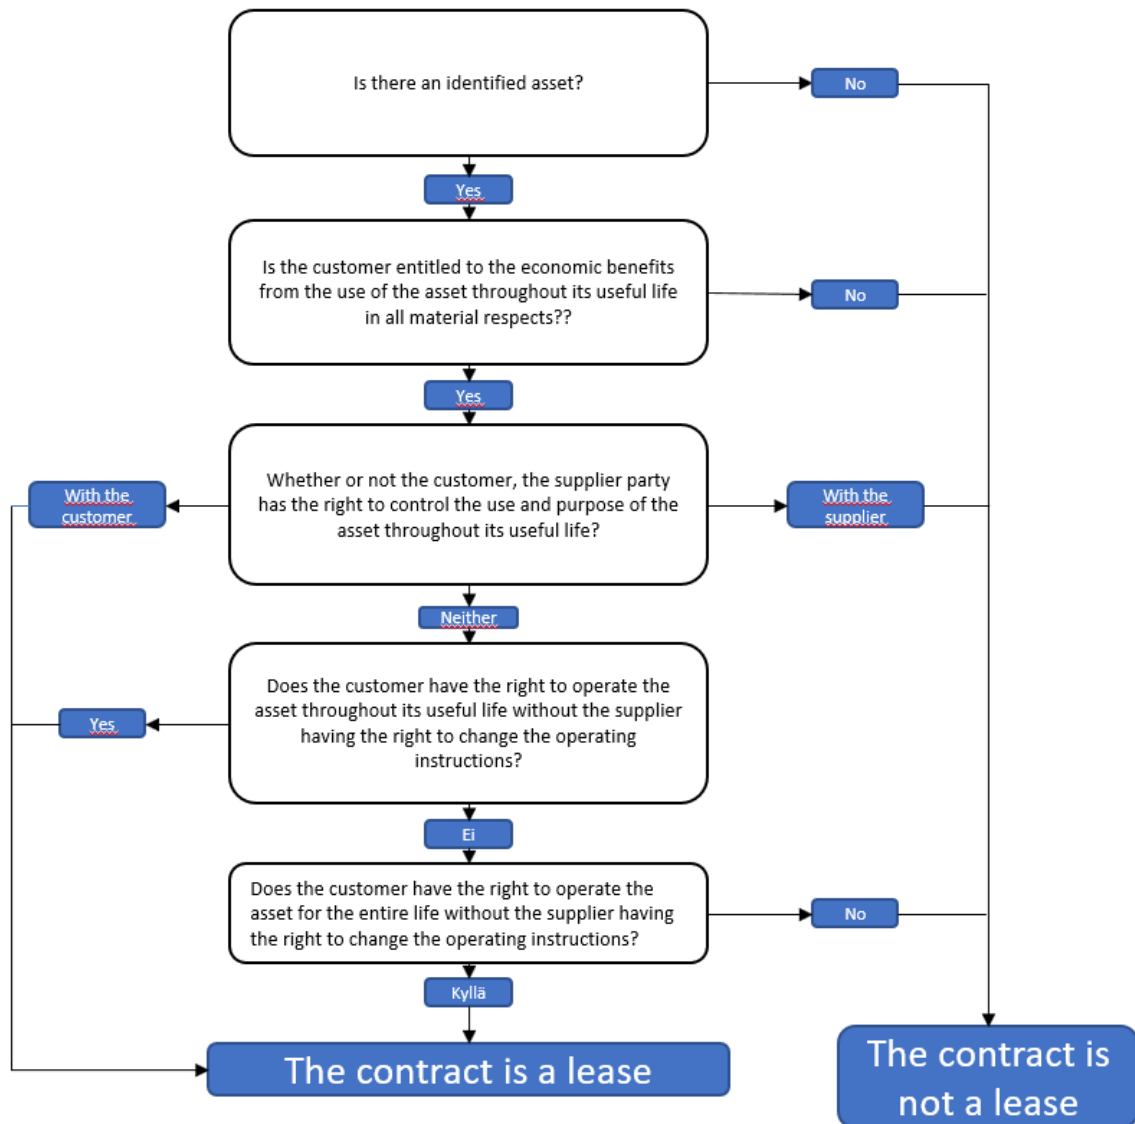 Is there an identified asset?
No
Yes
Is the customer entitled to the economic benefits
from the use of the asset throughout its useful life
in all material respects??
No
Yes
Whether or not the customer, the supplier party
has the right to control the use and purpose of the
asset throughout its useful life?
With the
customer
With the
supplier
Neither
Does the customer have the right to operate the
asset throughout its useful life without the supplier
having the right to change the operating
instructions?
Yes
Ei
Does the customer have the right to operate the
asset for the entire life without the supplier having
the right to change the operating instructions?
No
Kyllä
The contract is a lease
The contract is
not a lease